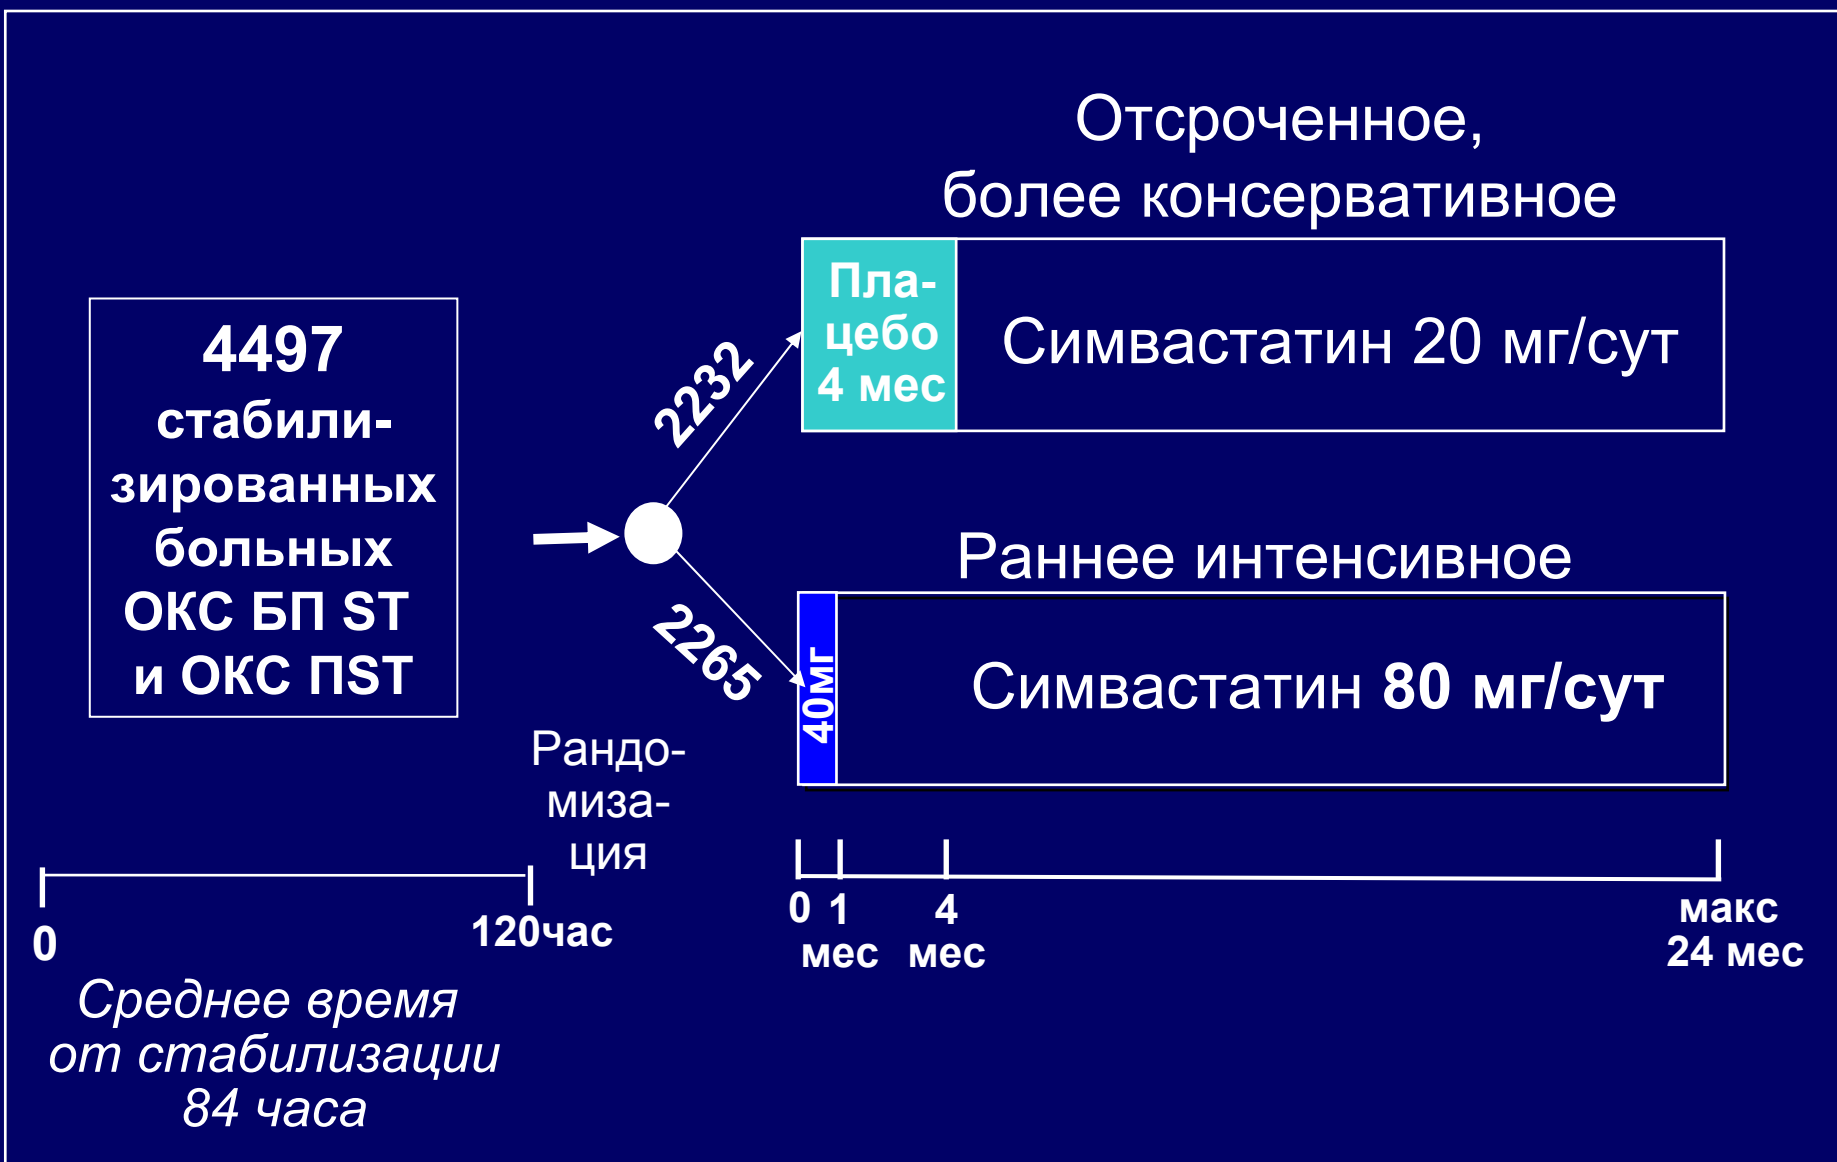 Отсроченное,
более консервативное
Пла-
цебо
4 мес
Симвастатин 20 мг/сут
4497
стабили-
зированных
больных
ОКС БП ST
и ОКС ПST
2232
2265
Раннее интенсивное
40мг
Симвастатин 80 мг/сут
Рандо-
миза-
ция
0
120час
Среднее время
от стабилизации
84 часа
0 1 4 макс
мес мес 24 мес